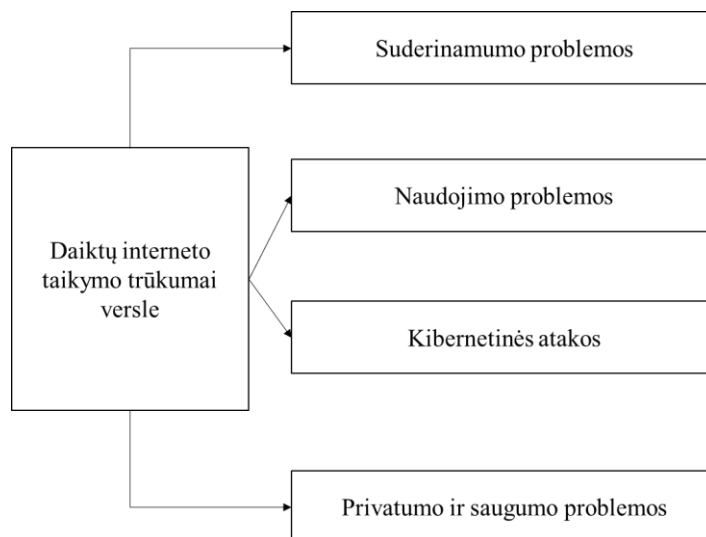 Suderinamumo problemos
Naudojimo problemos
Daiktų interneto
taikymo trūkumai
versle
Kibernetinės atakos
Privatumo ir saugumo problemos